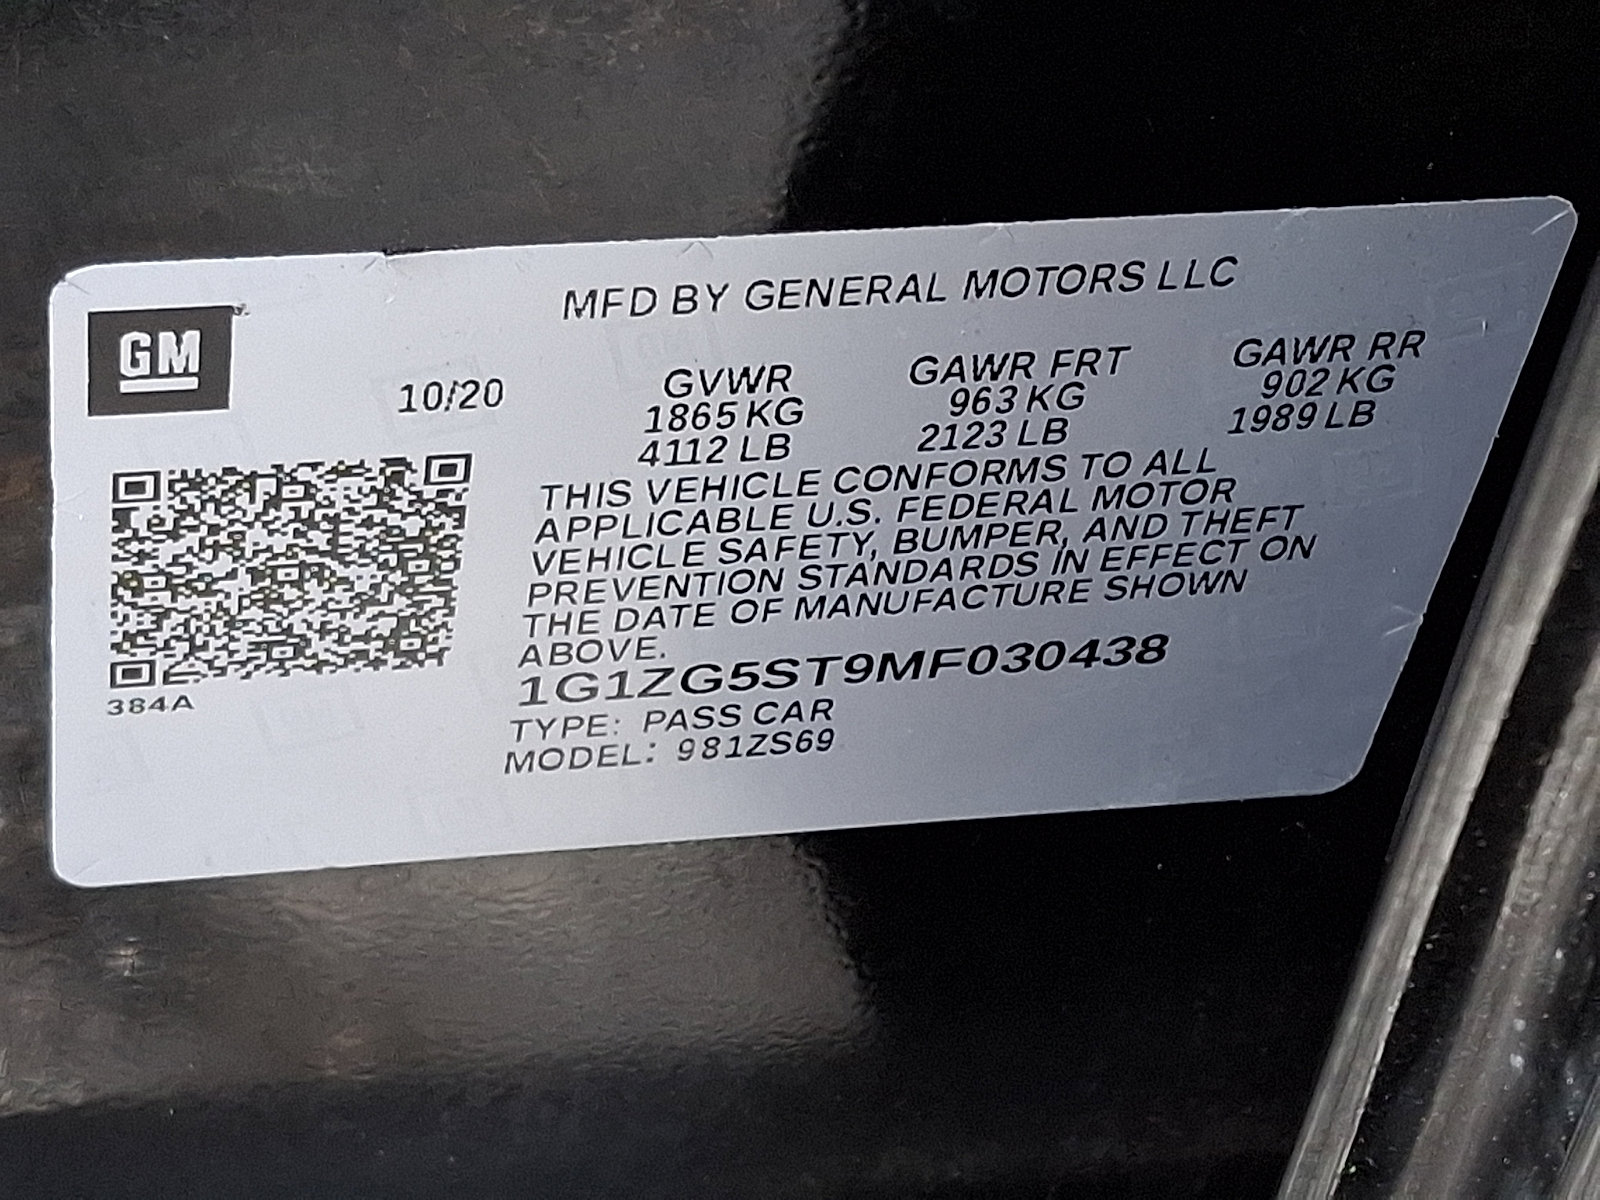 MFD BY GENERAL MOTORS LLC
GM
10/20
GVWR
1865 KG
4112 LB
GAWR FRT
963 KG
2123 LB
GAWR RR
902 KG
1989 LB
THIS VEHICLE CONFORMS TO ALL
APPLICABLE U.S. FEDERAL MOTOR
VEHICLE SAFETY, BUMPER, AND THEFT
PREVENTION STANDARDS IN EFFECT ON
THE DATE OF MANUFACTURE SHOWN
ABOVE.
1G1ZG5ST9MF030438
TYPE: PASS CAR
MODEL: 981ZS69
384A